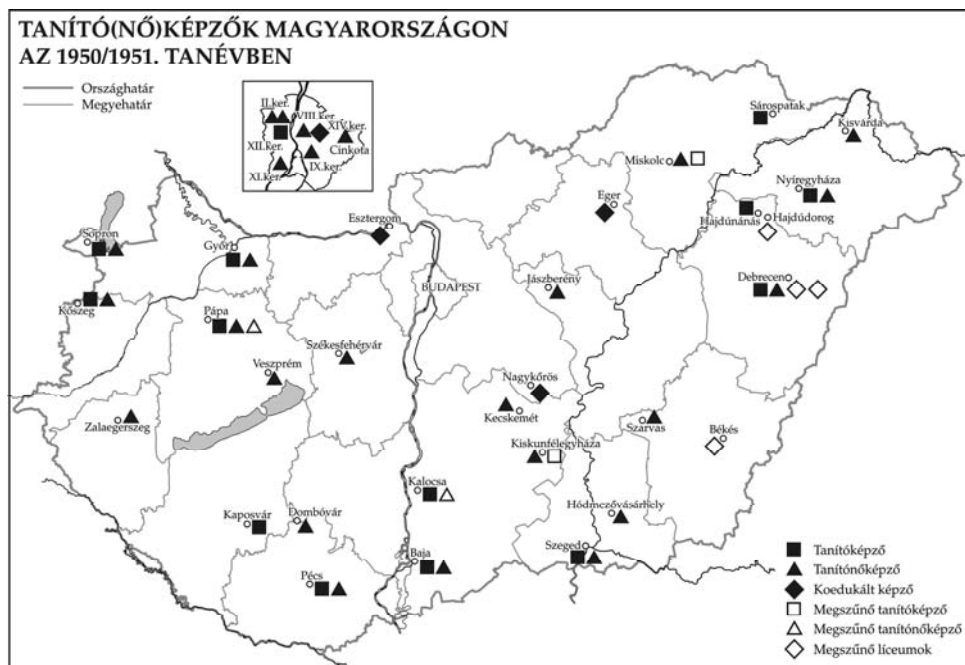 TANÍTÓ(NŐ)KÉPZŐK MAGYARORSZÁGON
AZ 1950/1951. TANÉVBEN
Országhatár
Megyehatár
II.ker.
VIII.ker.
XIV.ker.
XII.ker.
Cinkota
IX.ker.
XI.ker.
Sárospatak
Kisvárda
Miskolc
Nyíregyháza
Eger
Hajdúnánás
Hajdúdorog
Esztergom
Sopron
Győr
Debrecen
Jászberény
BUDAPEST
Kőszeg
Pápa
Székesfehérvár
Veszprém
Nagykőrös
Kecskemét
Zalaegerszeg
Szarvas
Békés
Kiskunfélegyháza
Kalocsa
Hódmezővásárhely
Kaposvár
Dombóvár
Szeged
Baja
Pécs
Tanítóképző
Tanítónőképző
Koedukált képző
Megszűnő tanítóképző
Megszűnő tanítónőképző
Megszűnő líceumok